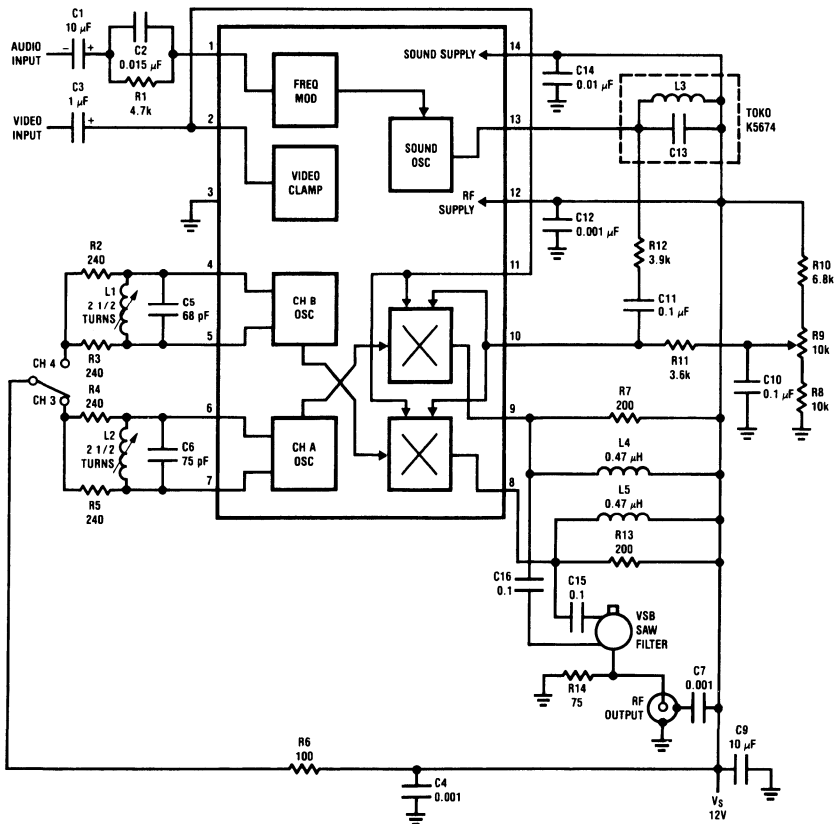 C1
10 μF
AUDIO
INPUT
− +
C2
0.015 μF
R1
4.7k
C3
1 μF
VIDEO
INPUT
+
1
2
3
4
5
6
7
FREQ
MOD
VIDEO
CLAMP
SOUND
OSC
SOUND SUPPLY
RF
SUPPLY
CH B
OSC
CH A
OSC
14
13
12
11
10
9
8
C14
0.01 μF
L3
C13
TOKO
K5674
C12
0.001 μF
R12
3.9k
C11
0.1 μF
R10
6.8k
R9
10k
R8
10k
R11
3.6k
C10
0.1 μF
R2
240
L1
2 1/2
TURNS
C5
68 pF
R3
240
CH 4
CH 3
R4
240
L2
2 1/2
TURNS
C6
75 pF
R5
240
R7
200
L4
0.47 μH
L5
0.47 μH
R13
200
C16
0.1
C15
0.1
VSB
SAW
FILTER
R14
75
RF
OUTPUT
C7
0.001
C9
10 μF
R6
100
C4
0.001
VS
12V